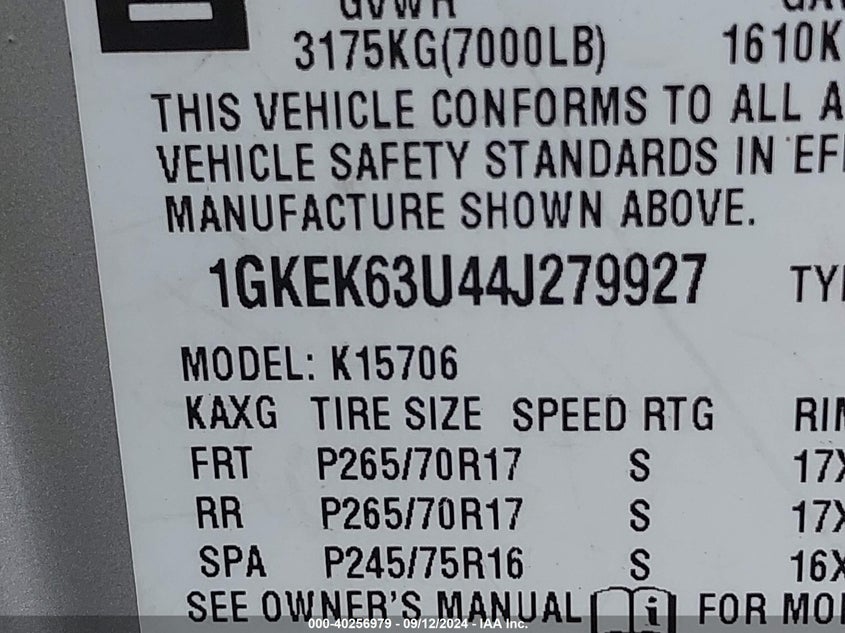 GVWR
3175KG(7000LB) 1610K
THIS VEHICLE CONFORMS TO ALL A
VEHICLE SAFETY STANDARDS IN EF
MANUFACTURE SHOWN ABOVE.
1GKEK63U44J279927 TY
MODEL: K15706
KAXG TIRE SIZE SPEED RTG RI
FRT P265/70R17 S 17X
RR P265/70R17 S 17X
SPA P245/75R16 S 16X
SEE OWNER'S MANUAL i FOR MO
000-40256979 - 09/12/2024 - IAA Inc.